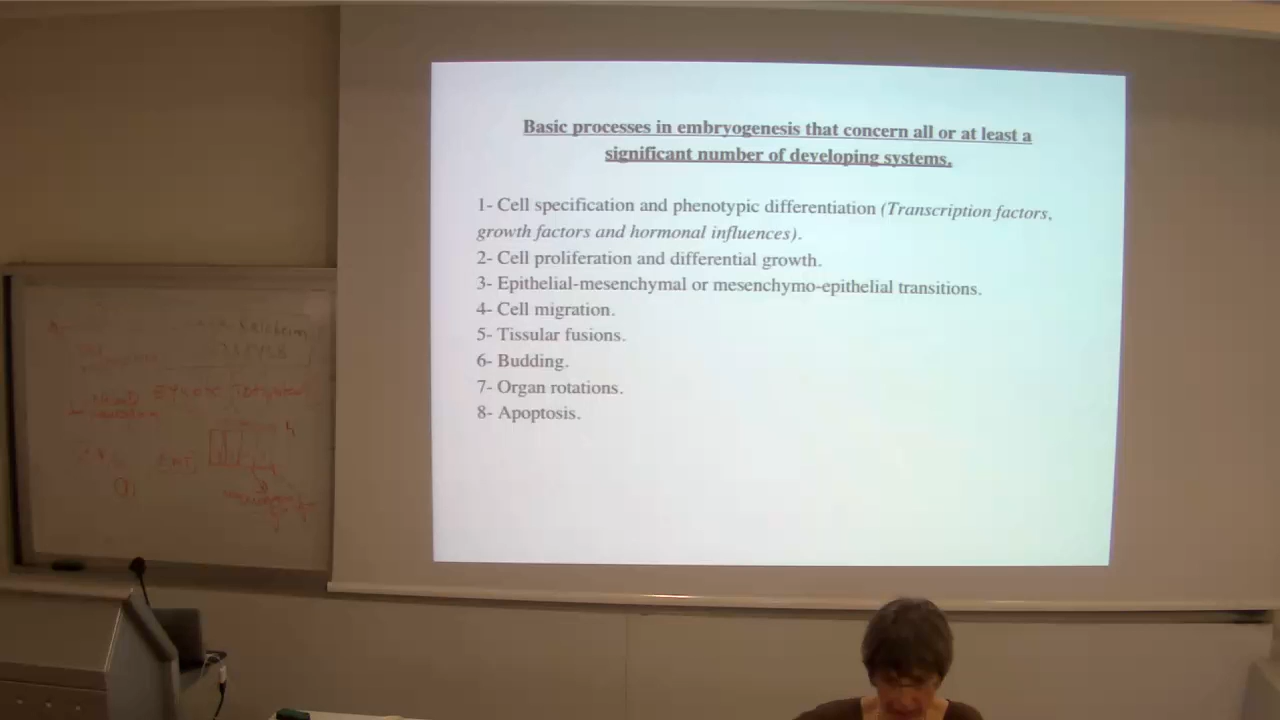 Basic processes in embryogenesis that concern all or at least a
significant number of developing systems.
1- Cell specification and phenotypic differentiation (Transcription factors,
growth factors and hormonal influences).
2- Cell proliferation and differential growth.
3- Epithelial-mesenchymal or mesenchymo-epithelial transitions.
4- Cell migration.
5- Tissular fusions.
6- Budding.
7- Organ rotations.
8- Apoptosis.
EMT